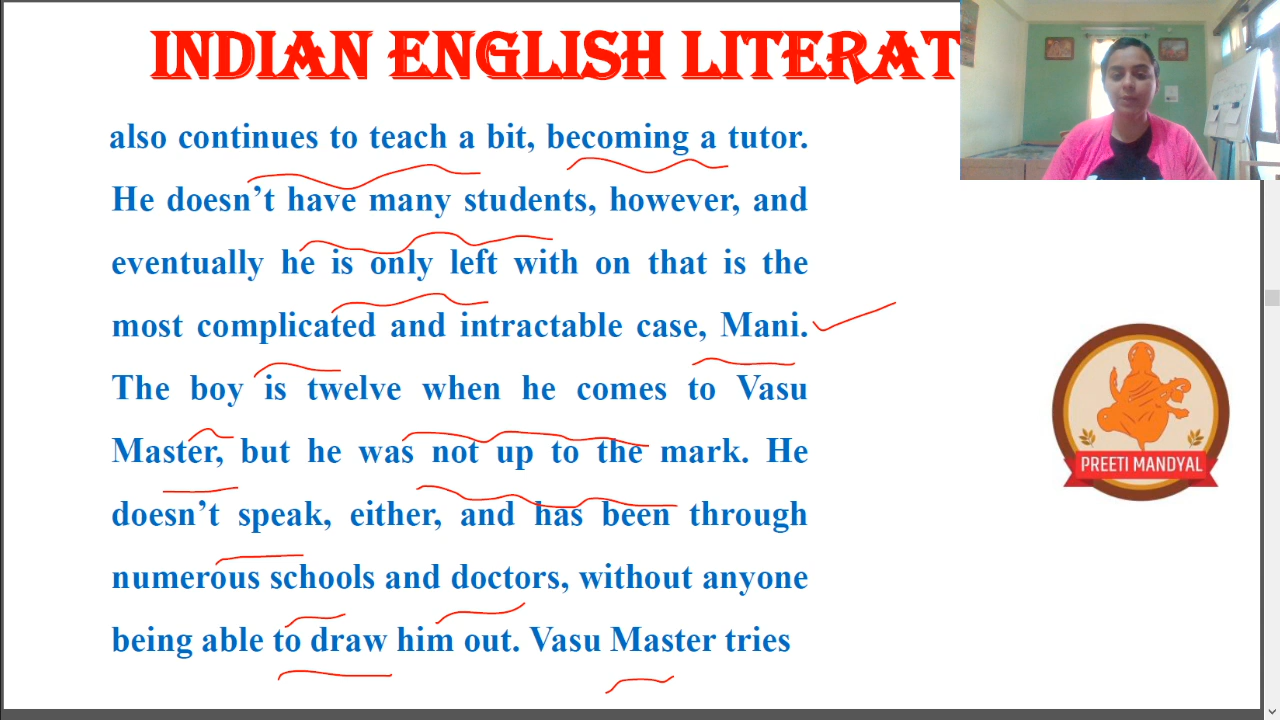 INDIAN ENGLISH LITERAT
also continues to teach a bit, becoming a tutor.
He doesn't have many students, however, and
eventually he is only left with on that is the
most complicated and intractable case, Mani.
The boy is twelve when he comes to Vasu
Master, but he was not up to the mark. He
doesn't speak, either, and has been through
numerous schools and doctors, without anyone
being able to draw him out. Vasu Master tries
PREETI MANDYAL